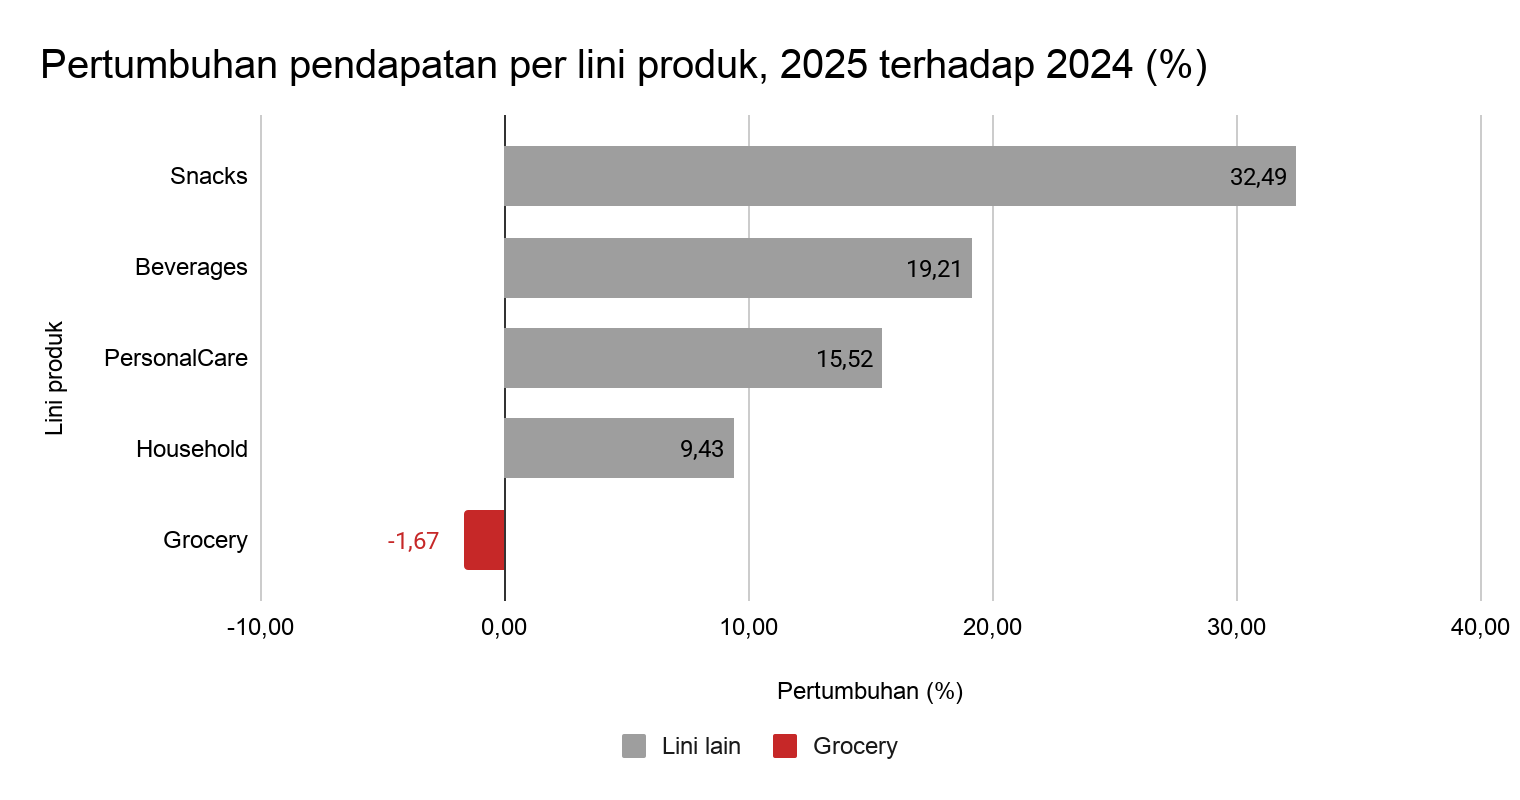 Pertumbuhan pendapatan per lini produk, 2025 terhadap 2024 (%)
Lini produk
Snacks
32,49
Beverages
19,21
PersonalCare
15,52
Household
9,43
Grocery
-1,67
-10,00
0,00
10,00
20,00
30,00
40,00
Pertumbuhan (%)
Lini lain
Grocery